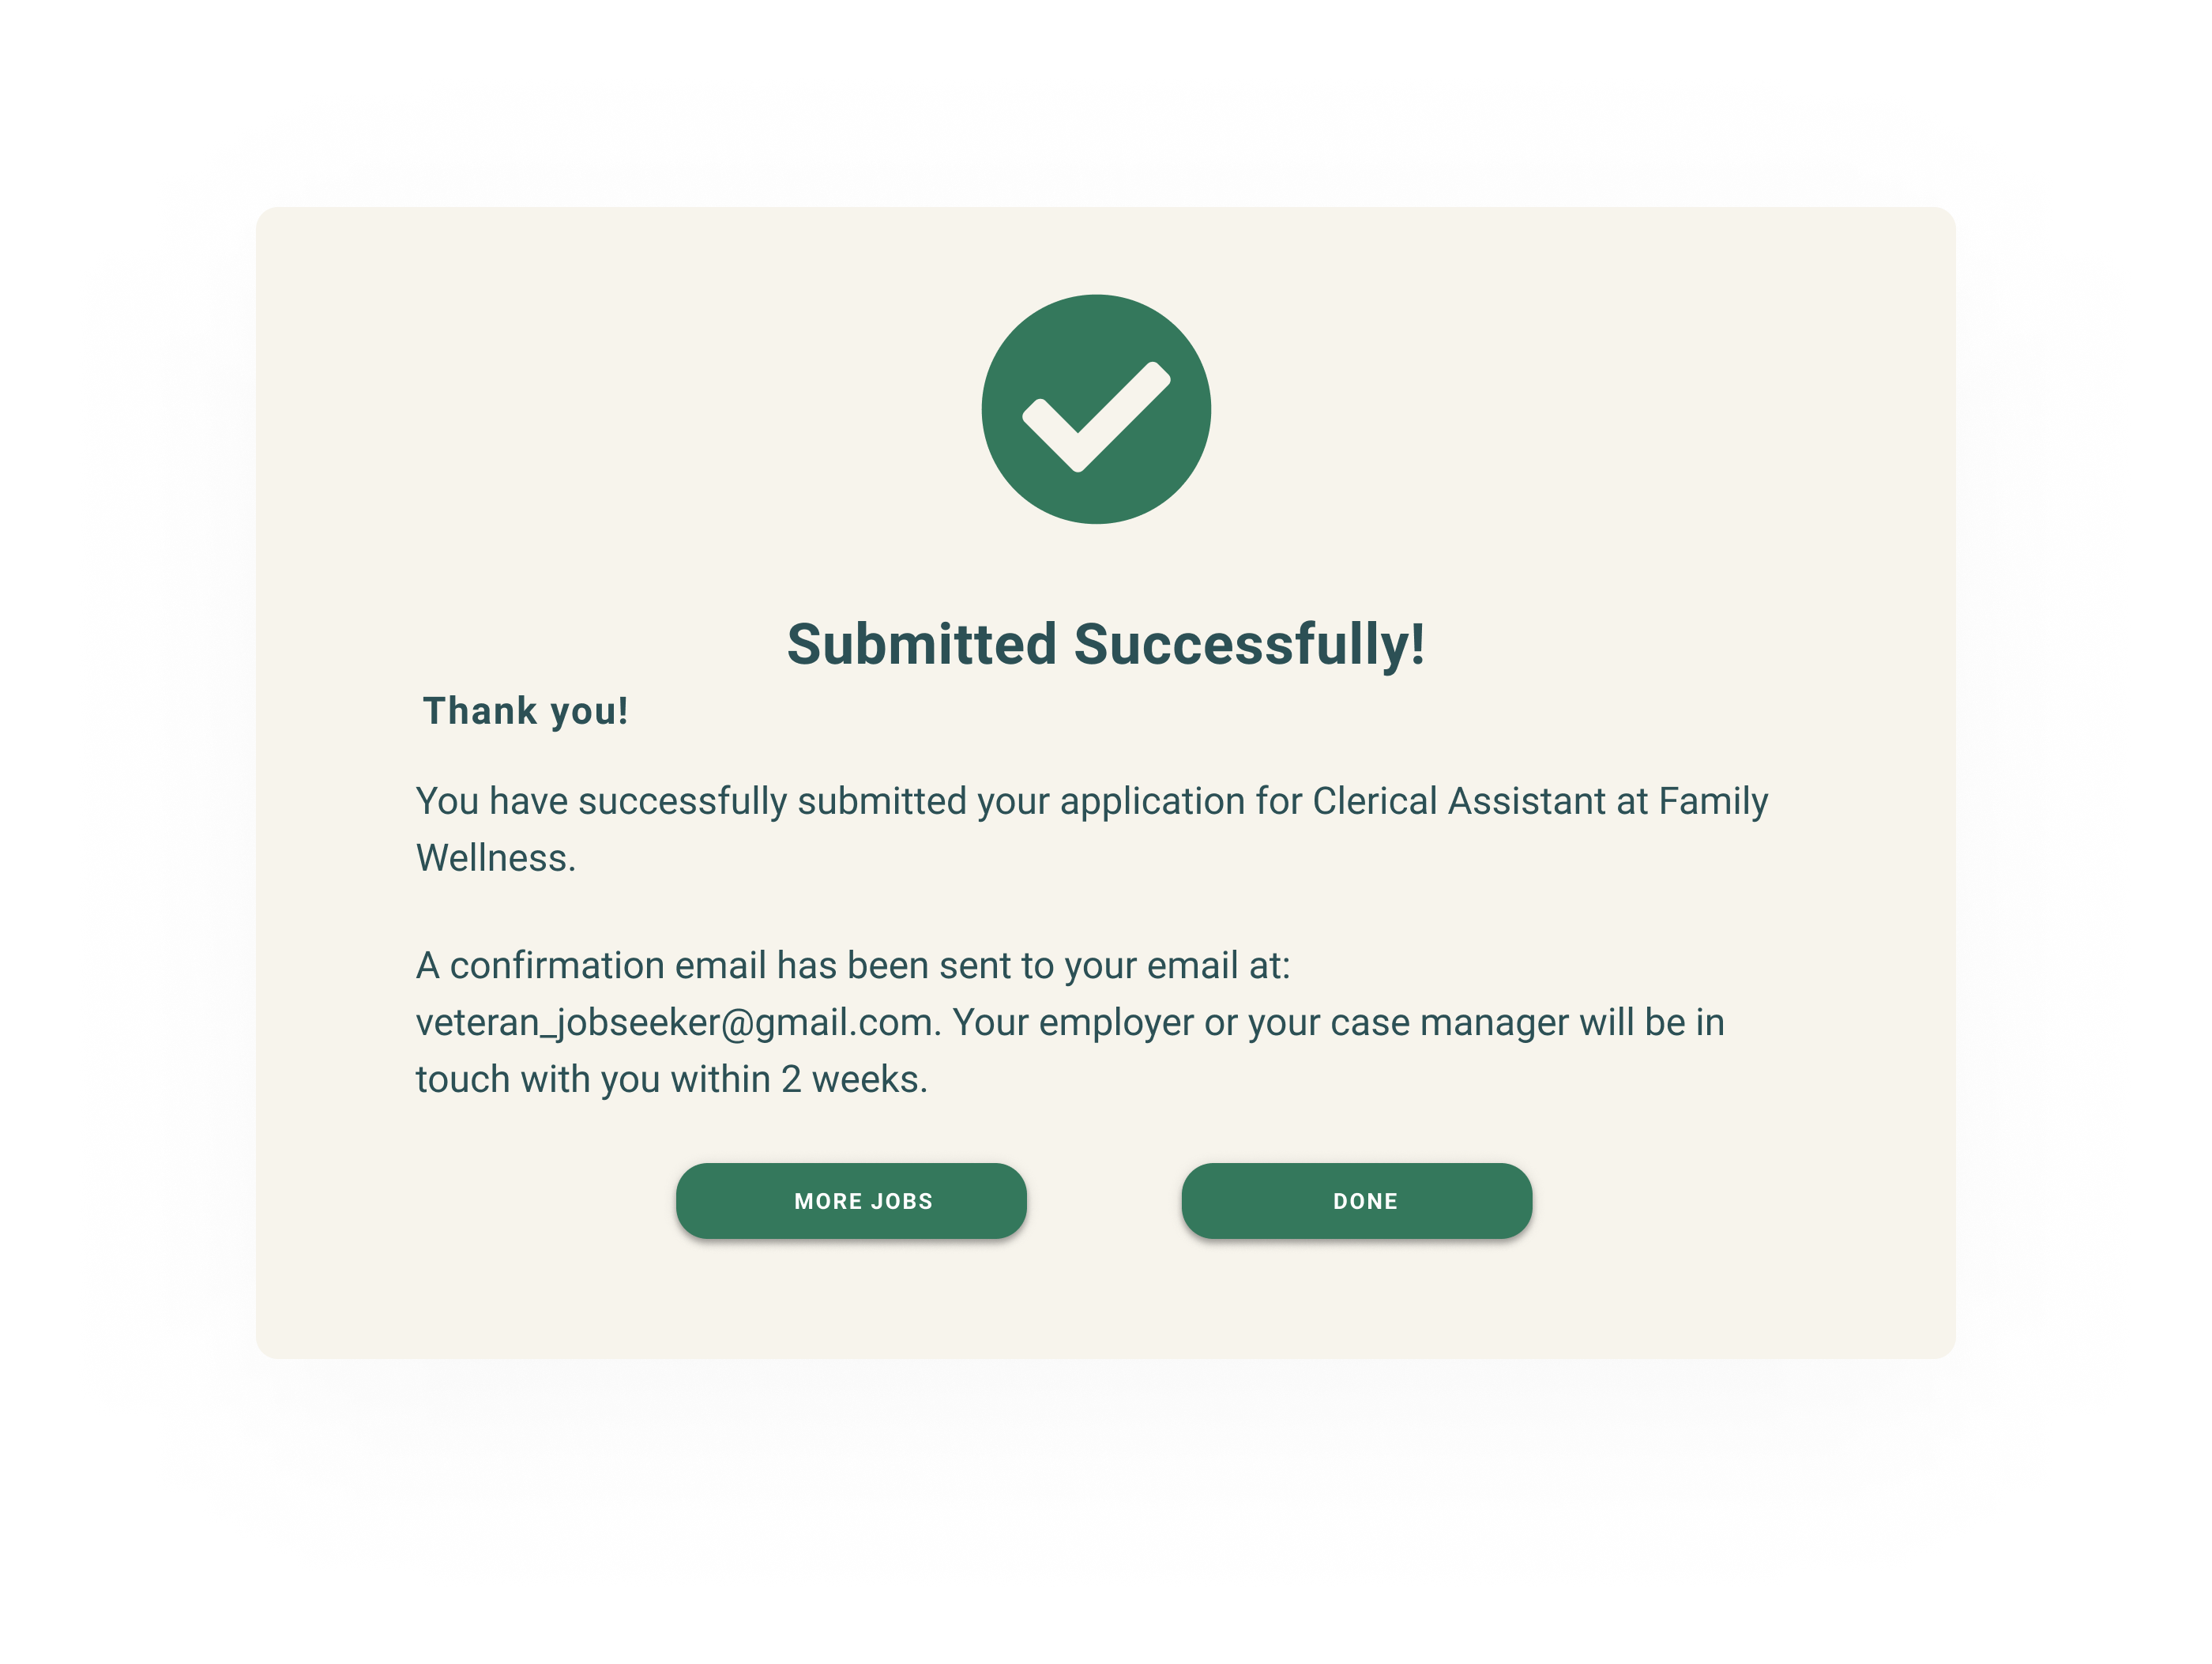 Submitted Successfully!
Thank you!
You have successfully submitted your application for Clerical Assistant at Family
Wellness.
A confirmation email has been sent to your email at:
veteran_jobseeker@gmail.com. Your employer or your case manager will be in
touch with you within 2 weeks.
MORE JOBS
DONE